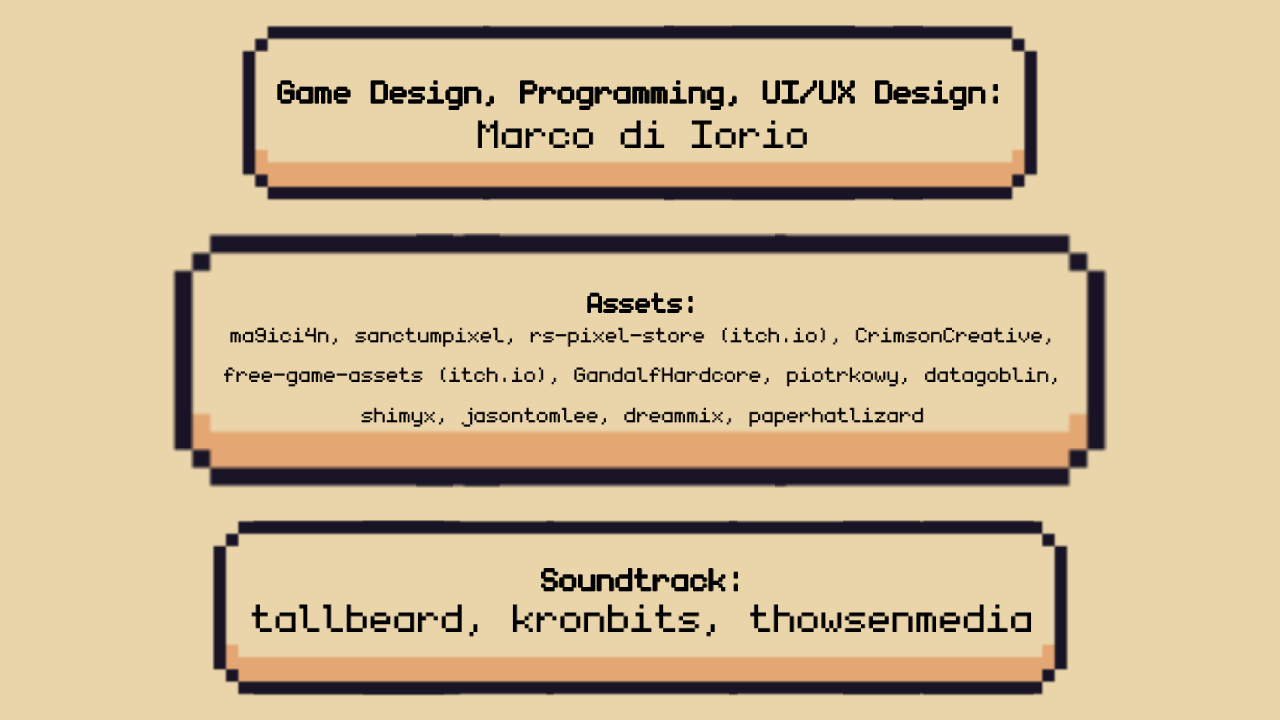 Game Design, Programming, UI/UX Design:
Marco di Iorio
Assets:
ma9ici4n, sanctumpixel, rs-pixel-store (itch.io), CrimsonCreative,
free-game-assets (itch.io), GandalfHardcore, piotrkowy, datagoblin,
shimyx, jasontomlee, dreammix, paperhatlizard
Soundtrack:
tallbeard, kronbits, thowsenmedia